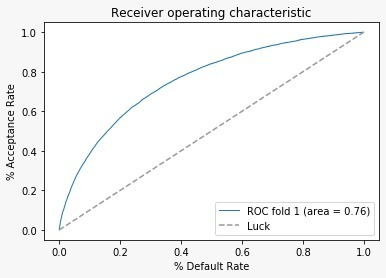 Receiver operating characteristic
% Acceptance Rate
1.0
0.8
0.6
0.4
0.2
0.0
ROC fold 1 (area = 0.76)
Luck
0.0 0.2 0.4 0.6 0.8 1.0
% Default Rate